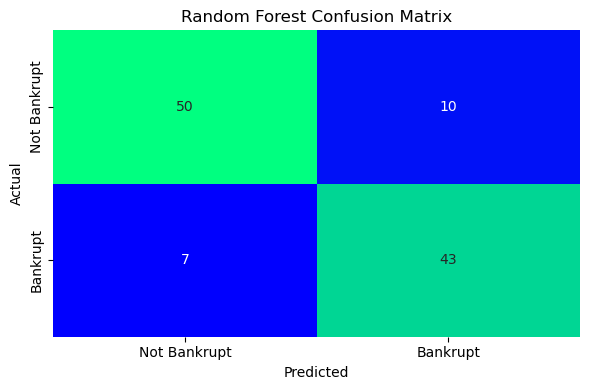 Random Forest Confusion Matrix
Actual
Not Bankrupt
50
10
Bankrupt
7
43
Not Bankrupt
Bankrupt
Predicted